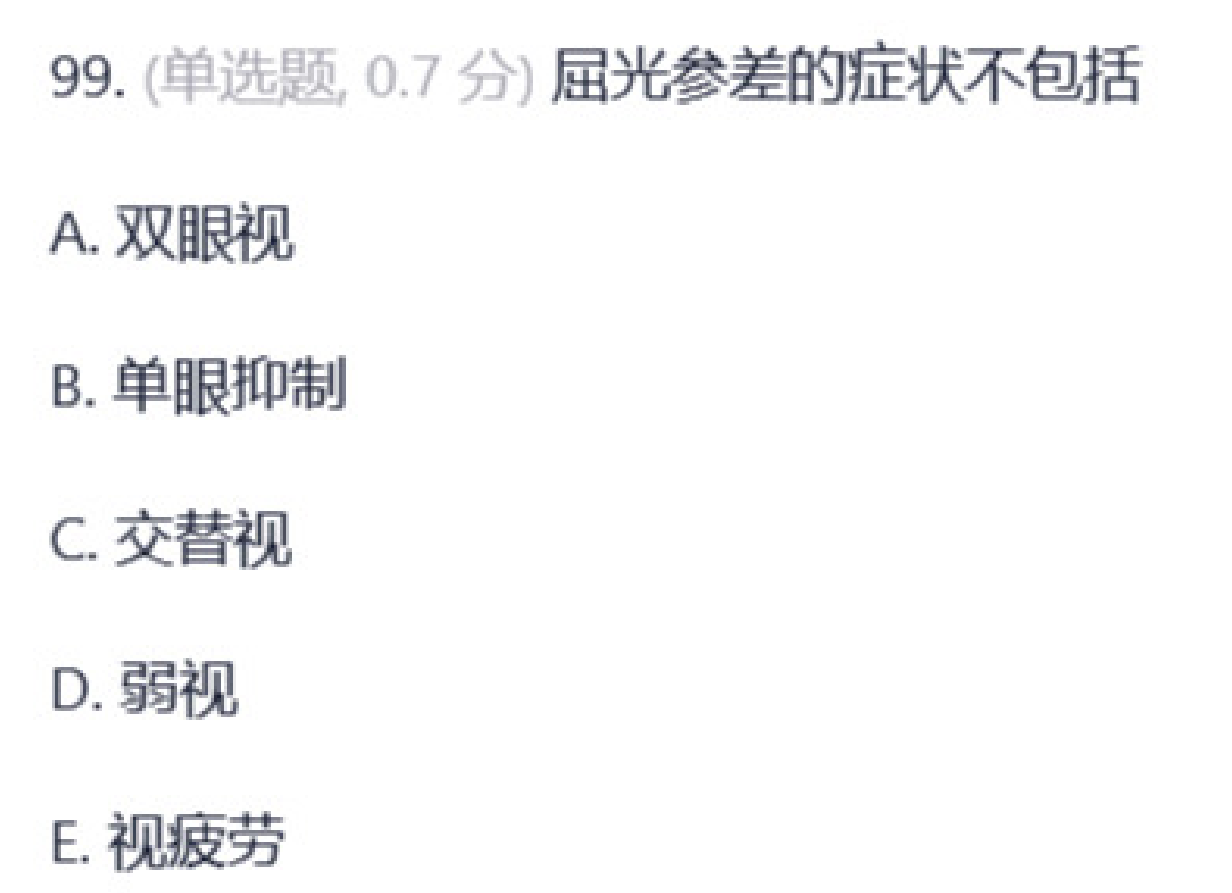 99. (单选题, 0.7 分) 屈光参差的症状不包括
A. 双眼视
B. 单眼抑制
C. 交替视
D. 弱视
E. 视疲劳